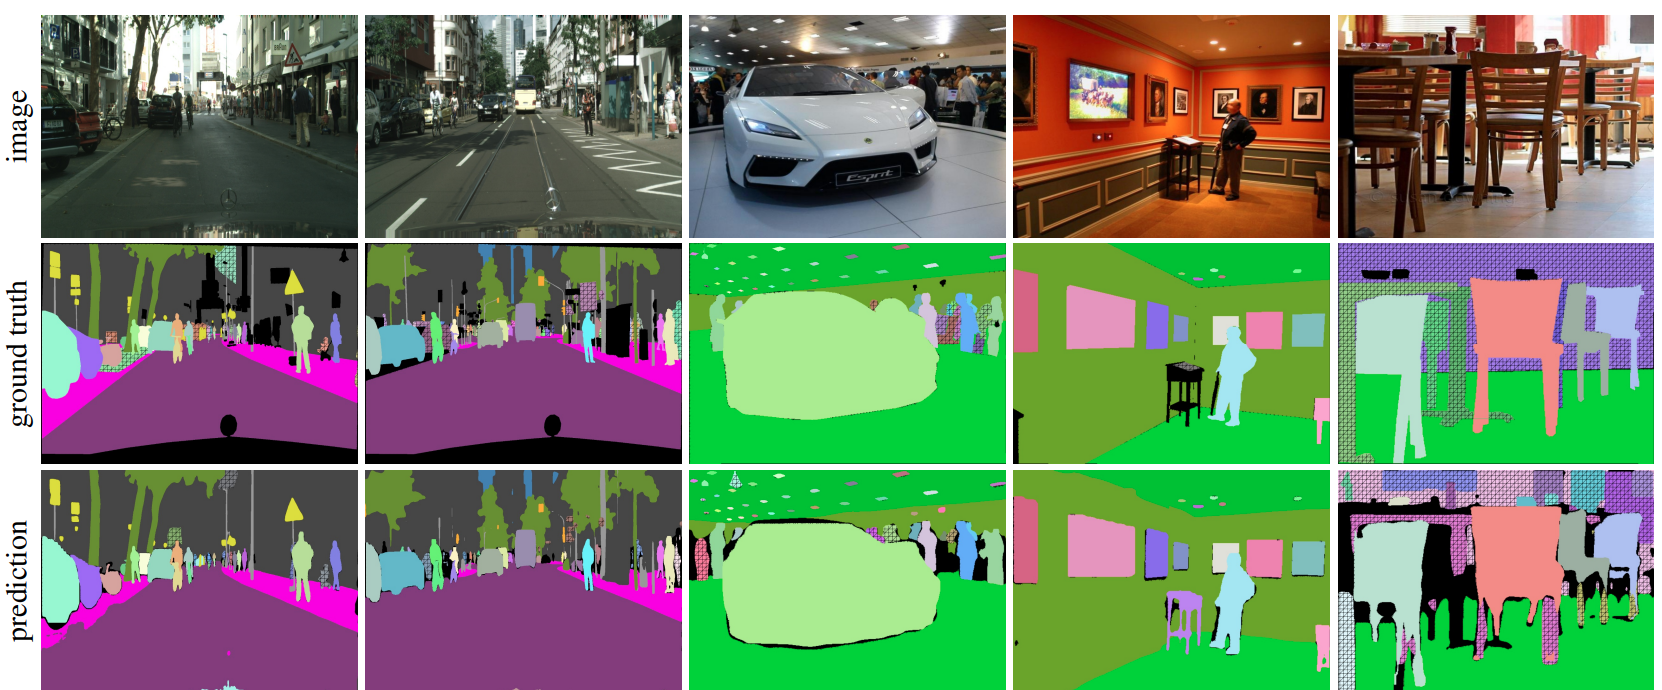 image
ground truth
prediction
Esprit